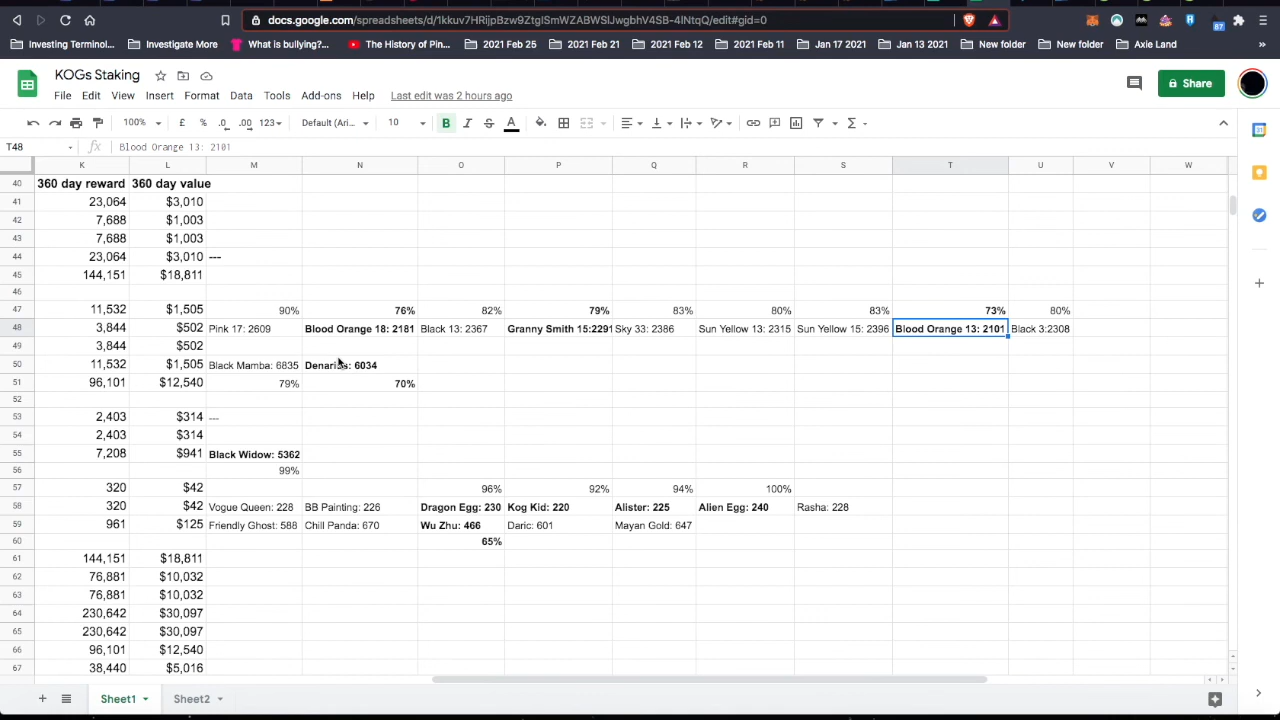 docs.google.com/spreadsheets/d/1kkuv7HRijpBzw9ZtgISmWZABWSlJwgbhV4SB-4INtqQ/edit#gid=0
87
Investing Terminol... Investigate More What is bullying?... The History of Pin... 2021 Feb 25 2021 Feb 21 2021 Feb 12 2021 Feb 11 Jan 17 2021 Jan 13 2021 New folder New folder Axie Land »
KOGs Staking
File Edit View Insert Format Data Tools Add-ons Help Last edit was 2 hours ago
Share
100% £ % .0 .00 123 Default (Ari... 10 B I S A
T48 fx Blood Orange 13: 2101
K L M N O P Q R S T U V W
40 360 day reward 360 day value
41 23,064 $3,010
42 7,688 $1,003
43 7,688 $1,003
44 23,064 $3,010 ---
45 144,151 $18,811
46
47 11,532 $1,505 90% 76% 82% 79% 83% 80% 83% 73% 80%
48 3,844 $502 Pink 17: 2609 Blood Orange 18: 2181 Black 13: 2367 Granny Smith 15:2291 Sky 33: 2386 Sun Yellow 13: 2315 Sun Yellow 15: 2396 Blood Orange 13: 2101 Black 3:2308
49 3,844 $502
50 11,532 $1,505 Black Mamba: 6835 Denarius: 6034
51 96,101 $12,540 79% 70%
52
53 2,403 $314 ---
54 2,403 $314
55 7,208 $941 Black Widow: 5362
56 99%
57 320 $42 96% 92% 94% 100%
58 320 $42 Vogue Queen: 228 BB Painting: 226 Dragon Egg: 230 Kog Kid: 220 Alister: 225 Alien Egg: 240 Rasha: 228
59 961 $125 Friendly Ghost: 588 Chill Panda: 670 Wu Zhu: 466 Daric: 601 Mayan Gold: 647
60 65%
61 144,151 $18,811
62 76,881 $10,032
63 76,881 $10,032
64 230,642 $30,097
65 230,642 $30,097
66 96,101 $12,540
67 38,440 $5,016
Sheet1 Sheet2